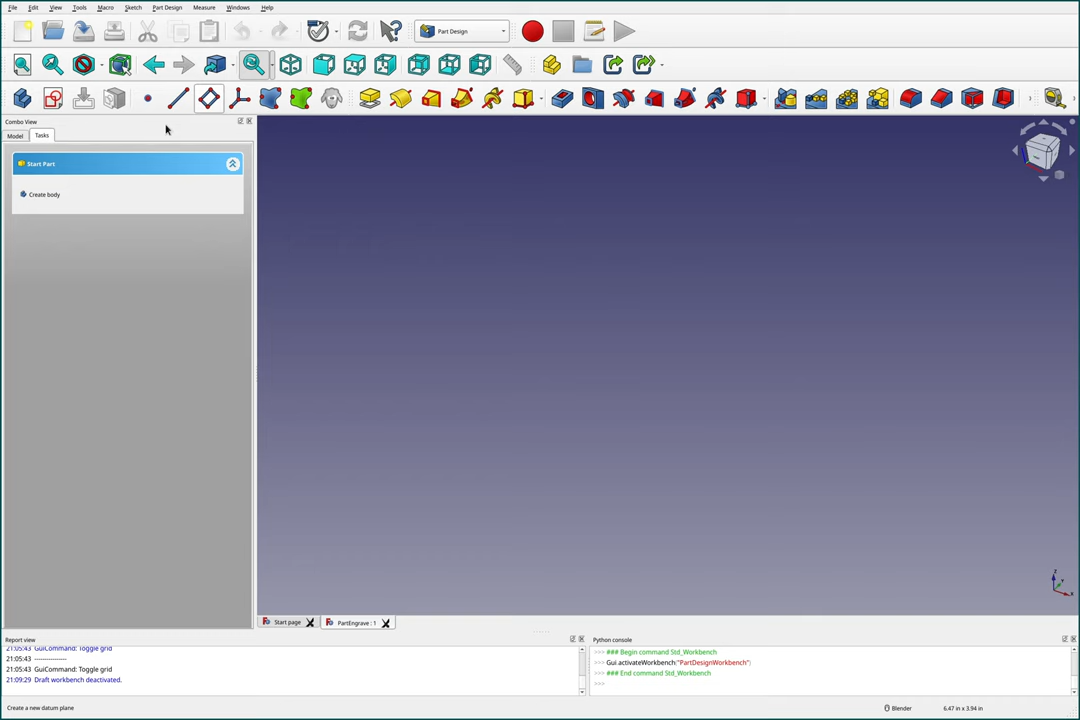 File Edit View Tools Macro Sketch Part Design Measure Windows Help
Part Design
Combo View
Model Tasks
Start Part
Create body
Start page PartEngrave : 1
Report view
21:05:43 GuiCommand: Toggle grid
21:05:43 ---------------
21:05:43 GuiCommand: Toggle grid
21:09:29 Draft workbench deactivated.
Python console
>>> ### Begin command Std_Workbench
>>> Gui.activateWorkbench("PartDesignWorkbench")
>>> ### End command Std_Workbench
>>>
Create a new datum plane
Blender
6.47 in x 3.94 in